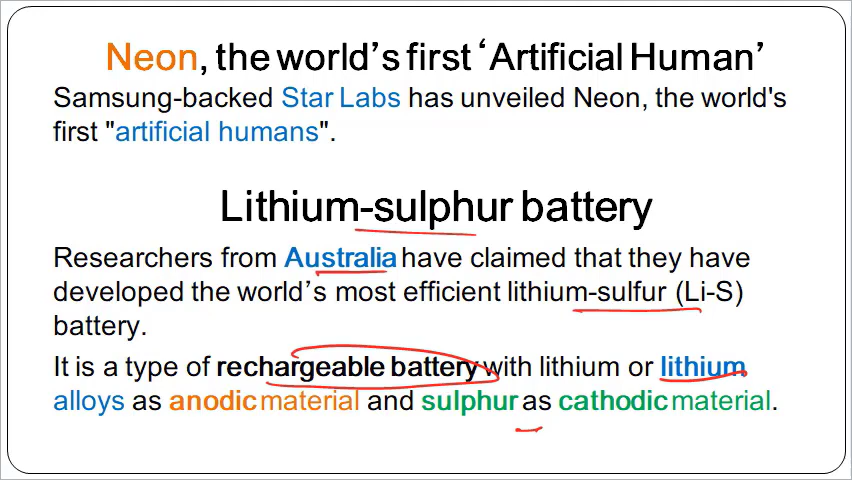 Neon, the world’s first ‘Artificial Human’
Samsung-backed Star Labs has unveiled Neon, the world's
first "artificial humans".
Lithium-sulphur battery
Researchers from Australia have claimed that they have
developed the world’s most efficient lithium-sulfur (Li-S)
battery.
It is a type of rechargeable battery with lithium or lithium
alloys as anodic material and sulphur as cathodic material.